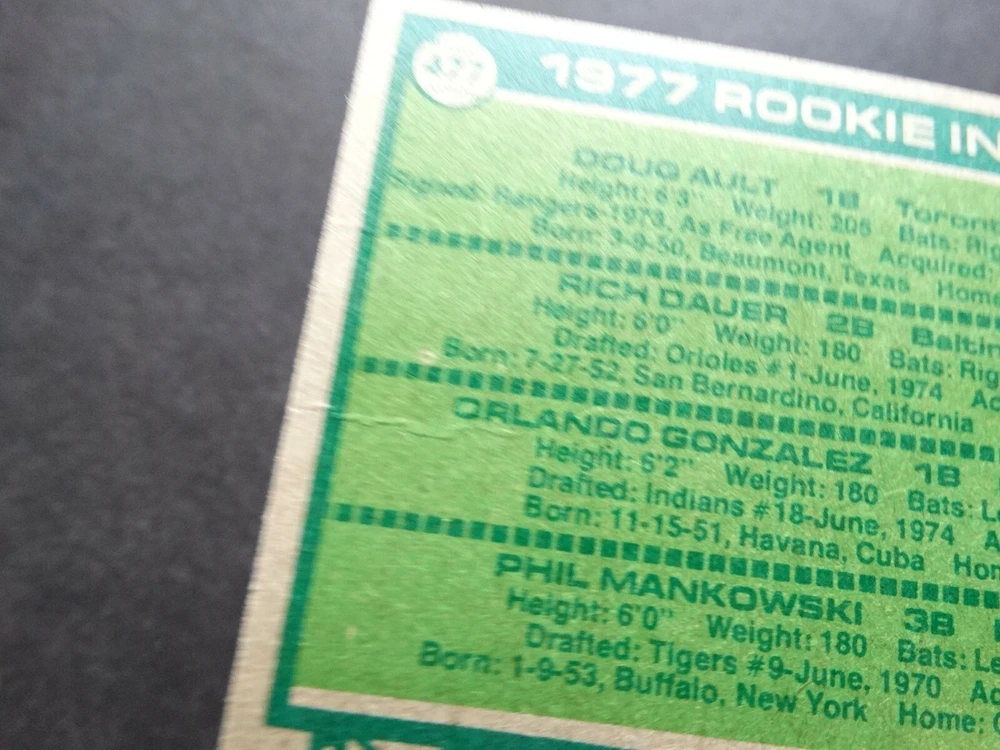 477
1977 ROOKIE IN
DOUG AULT 1B Toront
Height: 6'3" Weight: 205 Bats: Rig
Signed: Rangers-1973, As Free Agent Acquired:
Born: 3-9-50, Beaumont, Texas Home
RICH DAUER 2B Baltin
Height: 6'0" Weight: 180 Bats: Rig
Drafted: Orioles #1-June, 1974 Ac
Born: 7-27-52, San Bernardino, California
ORLANDO GONZALEZ 1B
Height: 6'2" Weight: 180 Bats: L
Drafted: Indians #18-June, 1974 A
Born: 11-15-51, Havana, Cuba Hom
PHIL MANKOWSKI 3B
Height: 6'0" Weight: 180 Bats: Le
Drafted: Tigers #9-June, 1970 Ac
Born: 1-9-53, Buffalo, New York Home: